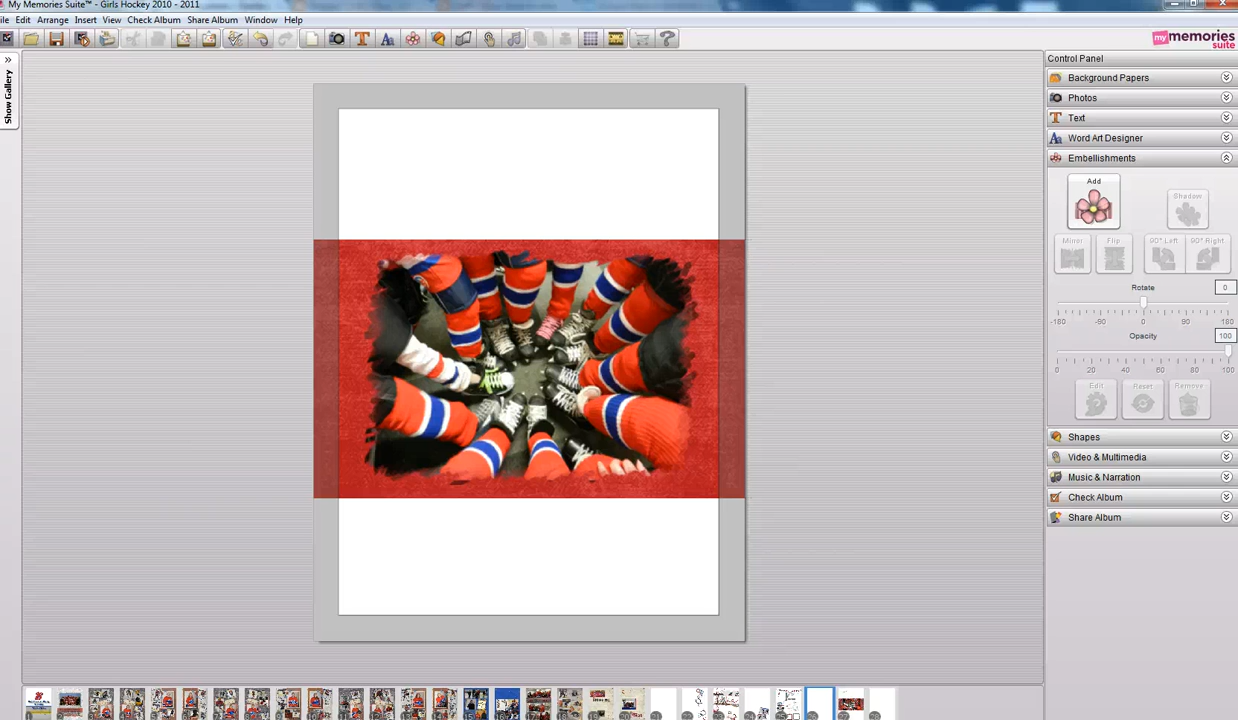 My Memories Suite™ - Girls Hockey 2010 - 2011
ile Edit Arrange Insert View Check Album Share Album Window Help
my memories suite
Show Gallery
Control Panel
Background Papers
Photos
Text
Word Art Designer
Embellishments
Add
Shadow
Mirror Flip 90° Left 90° Right
Rotate 0
-180 -90 0 90 180
Opacity 100
0 20 40 60 80 100
Edit Reset Remove
Shapes
Video & Multimedia
Music & Narration
Check Album
Share Album